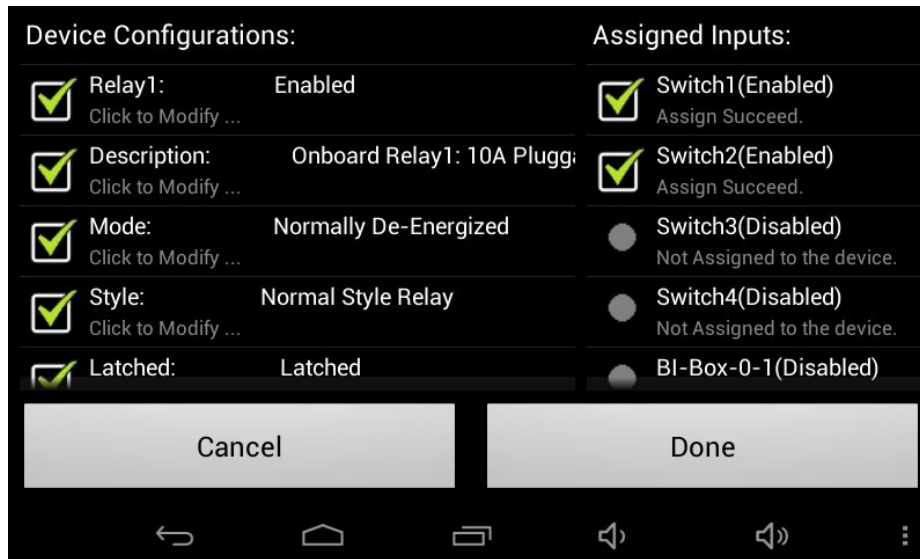 Device Configurations:
Relay1: Enabled
Click to Modify ...
Description: Onboard Relay1: 10A
Click to Modify ...
Mode: Normally De-Energized
Click to Modify ...
Style: Normal Style Relay
Click to Modify ...
Latched: Latched
Assigned Inputs:
Switch1(Enabled)
Assign Succeed.
Switch2(Enabled)
Assign Succeed.
Switch3(Disabled)
Not Assigned to the device.
Switch4(Disabled)
Not Assigned to the device.
BI-Box-0-1(Disabled)
Cancel
Done